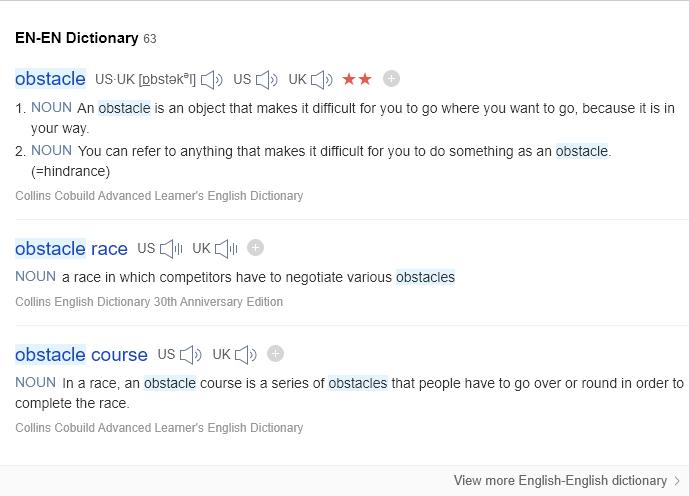 EN-EN Dictionary 63
obstacle US·UK [ɒbstəkᵊl] US UK ★★
1. NOUN An obstacle is an object that makes it difficult for you to go where you want to go, because it is in
your way.
2. NOUN You can refer to anything that makes it difficult for you to do something as an obstacle.
(=hindrance)
Collins Cobuild Advanced Learner's English Dictionary
obstacle race US UK
NOUN a race in which competitors have to negotiate various obstacles
Collins English Dictionary 30th Anniversary Edition
obstacle course US UK
NOUN In a race, an obstacle course is a series of obstacles that people have to go over or round in order to
complete the race.
Collins Cobuild Advanced Learner's English Dictionary
View more English-English dictionary >